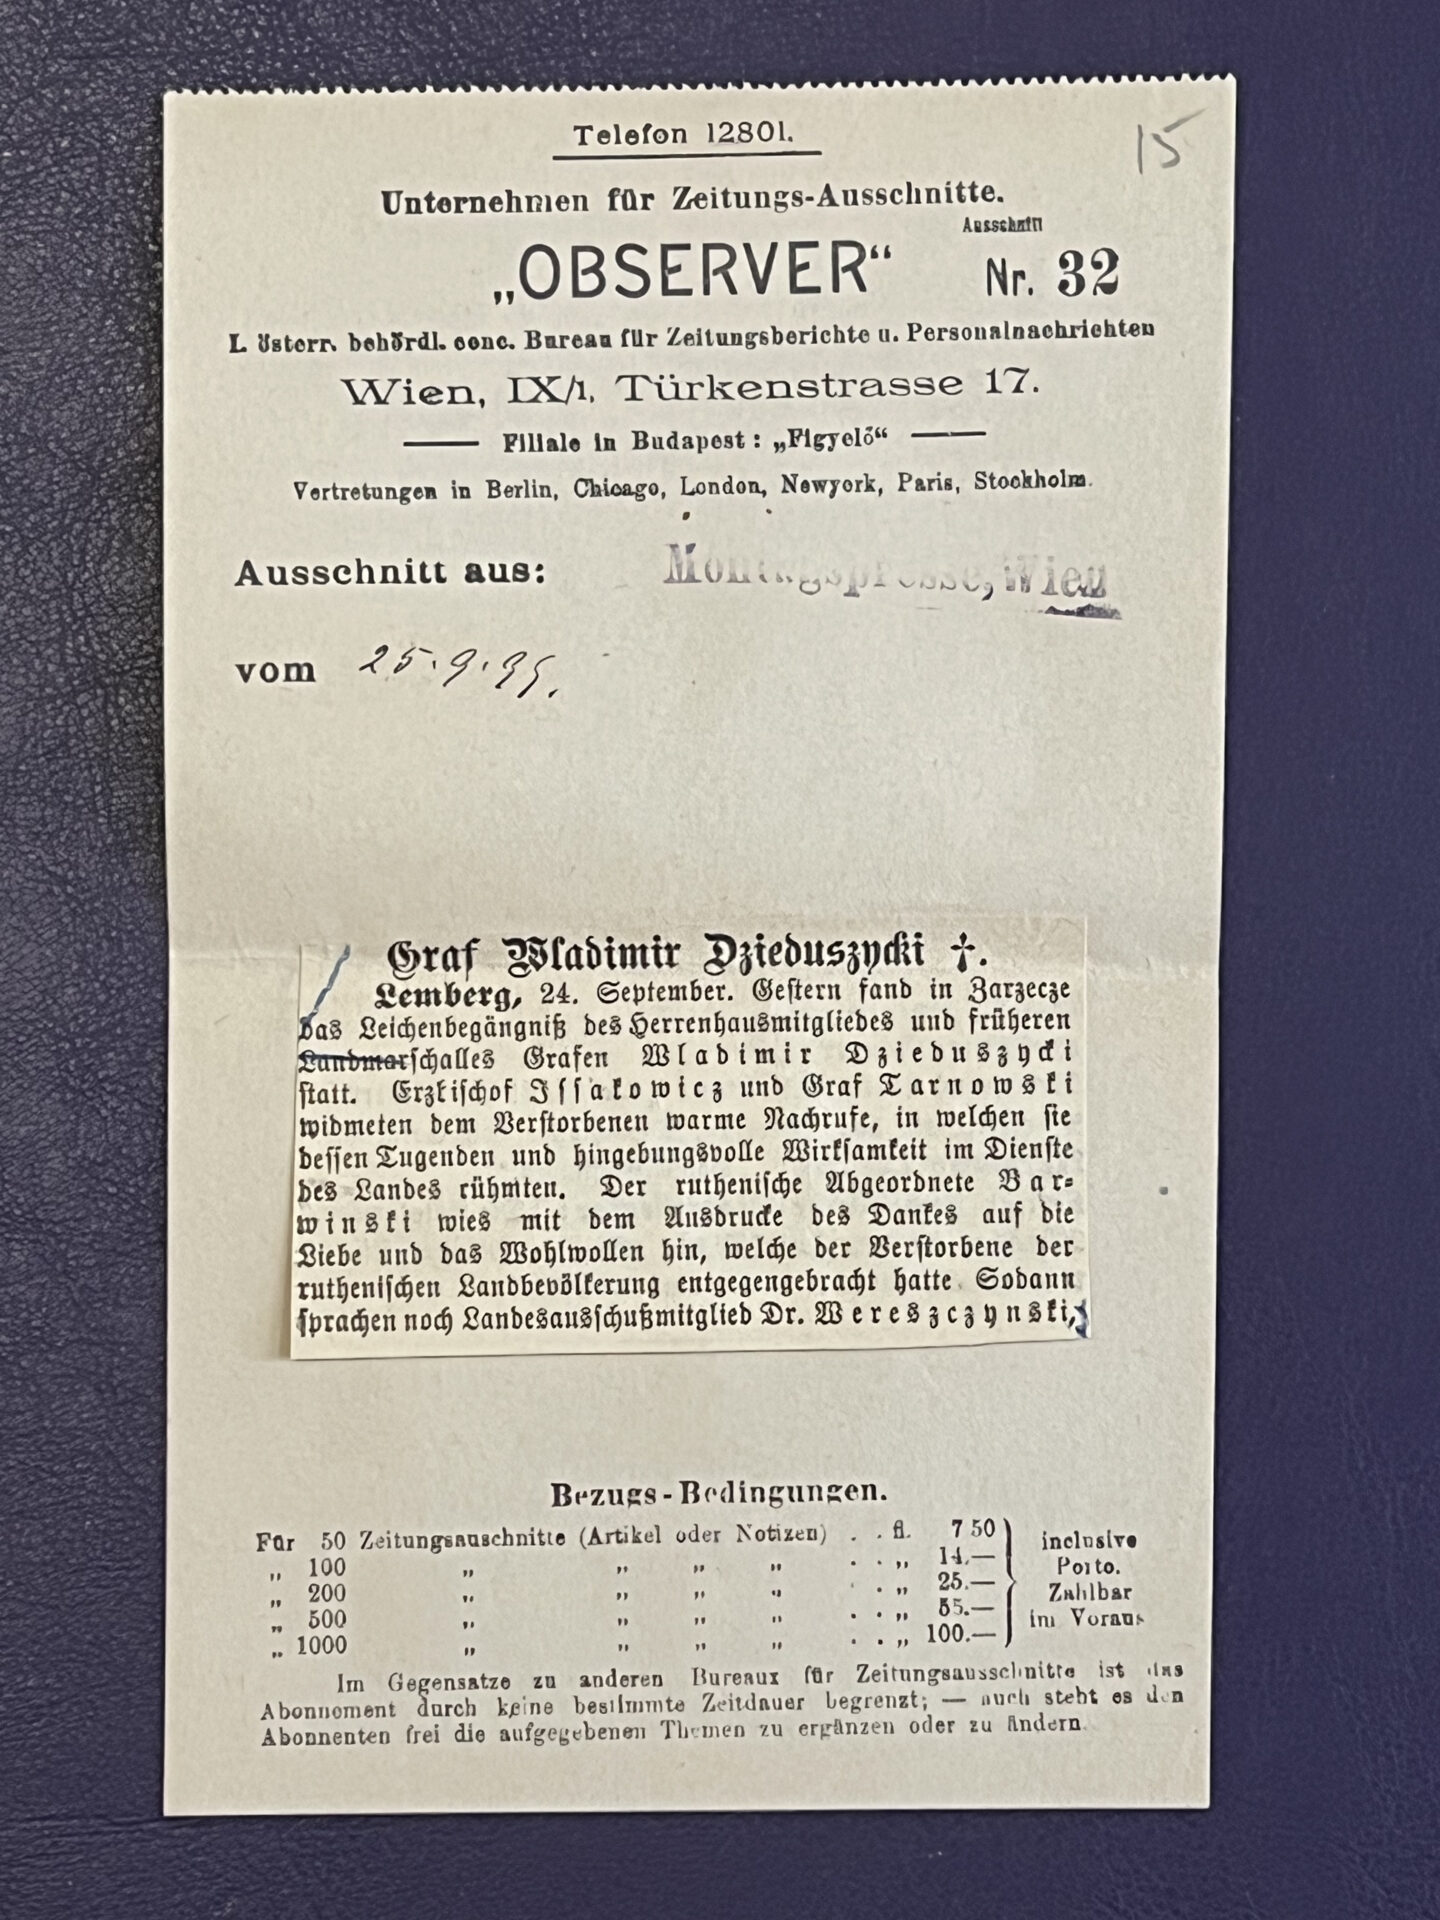 15
Telefon 12801.
Unternehmen für Zeitungs-Ausschnitte.
Ausschnitt
„OBSERVER“ Nr. 32
I. österr. behördl. conc. Bureau für Zeitungsberichte u. Personalnachrichten
Wien, IX/1, Türkenstrasse 17.
Filiale in Budapest: „Figyelő“
Vertretungen in Berlin, Chicago, London, Newyork, Paris, Stockholm.
Ausschnitt aus: Montagspresse, Wien
vom 25.9.99.
Graf Wladimir Dzieduszycki †.
Lemberg, 24. September. Gestern fand in Zarzecze
das Leichenbegängniß des Herrenhausmitgliedes und früheren
Landmarschalles Grafen Wladimir Dzieduszycki
statt. Erzbischof Issakowicz und Graf Tarnowski
widmeten dem Verstorbenen warme Nachrufe, in welchen sie
dessen Tugenden und hingebungsvolle Wirksamkeit im Dienste
des Landes rühmten. Der ruthenische Abgeordnete Bar-
winski wies mit dem Ausdrucke des Dankes auf die
Liebe und das Wohlwollen hin, welche der Verstorbene der
ruthenischen Landbevölkerung entgegengebracht hatte. Sodann
sprachen noch Landesausschußmitglied Dr. Wereszczynski,
Bezugs-Bedingungen.
Für 50 Zeitungsauschnitte (Artikel oder Notizen) . . fl. 7 50 inclusive
„ 100 „ „ „ „ . . „ 14.— Porto.
„ 200 „ „ „ „ . „ 25.— Zahlbar
„ 500 „ „ „ „ . . „ 55.— im Voraus
„ 1000 „ „ „ „ . . „ 100.—
Im Gegensatze zu anderen Bureaux für Zeitungsausschnitte ist das
Abonnement durch keine bestimmte Zeitdauer begrenzt; — auch steht es den
Abonnenten frei die aufgegebenen Themen zu ergänzen oder zu ändern.